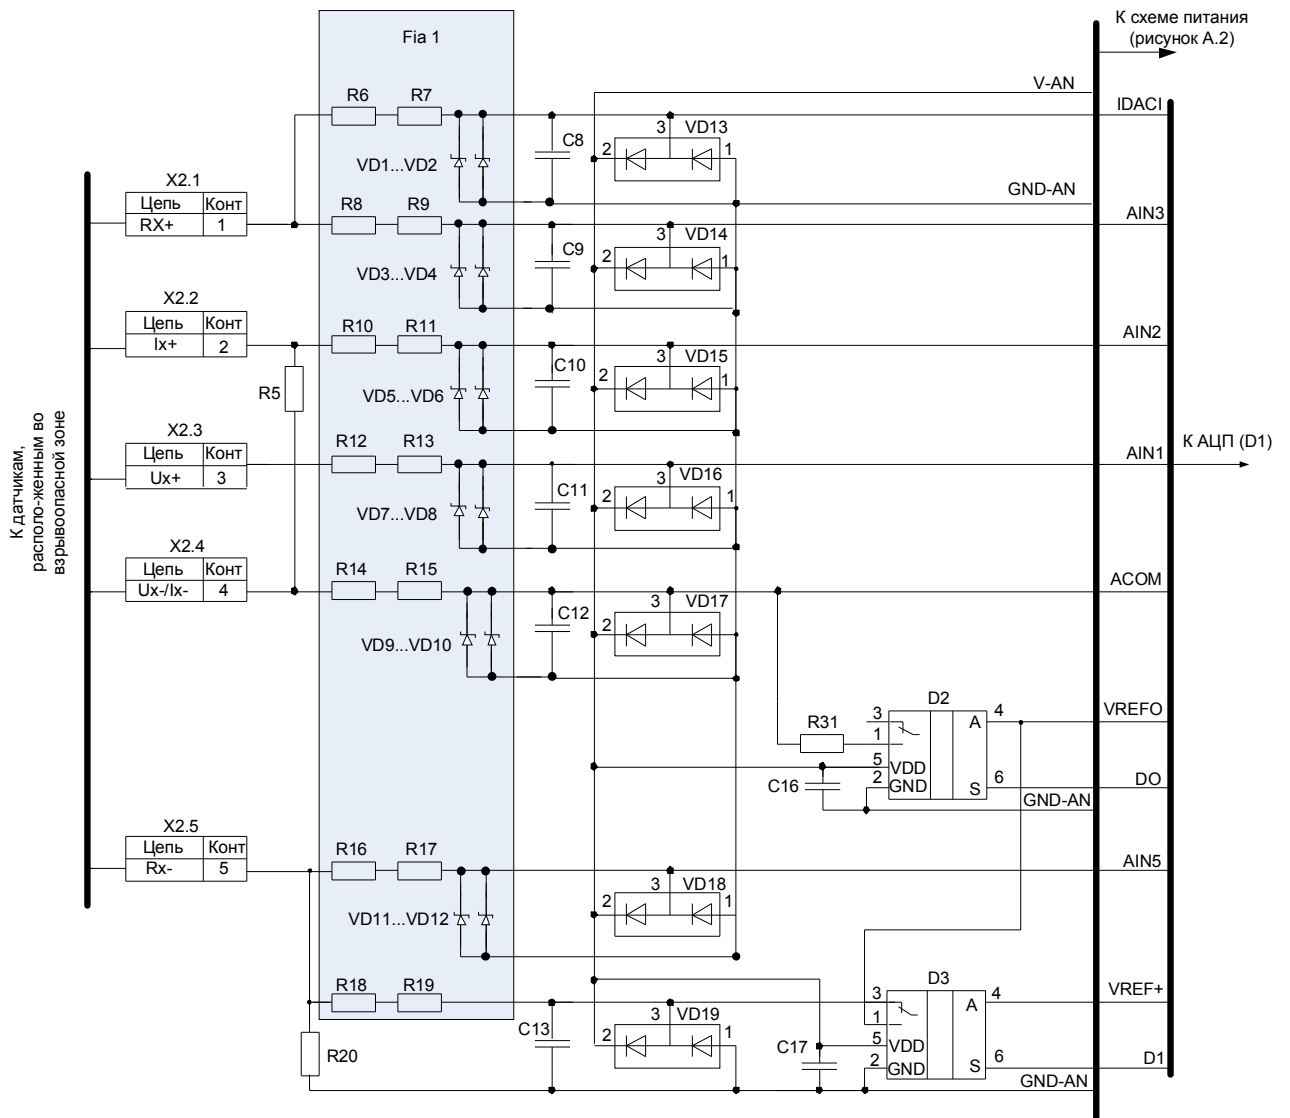 К схеме питания
(рисунок А.2)
Fia 1
V-AN
R6 R7
IDACI
VD1...VD2
C8
3 VD13
2 1
X2.1
Цепь Конт
RX+ 1
GND-AN
R8 R9
AIN3
VD3...VD4
C9
3 VD14
2 1
X2.2
Цепь Конт
Ix+ 2
R10 R11
AIN2
R5
VD5...VD6
C10
3 VD15
2 1
X2.3
Цепь Конт
Ux+ 3
R12 R13
AIN1
К АЦП (D1)
VD7...VD8
C11
3 VD16
2 1
К датчикам,
располо-женным во
взрывоопасной зоне
X2.4
Цепь Конт
Ux-/Ix- 4
R14 R15
ACOM
VD9...VD10
C12
3 VD17
2 1
D2
R31
3
1
5 VDD
2 GND
A 4
S 6
VREFO
DO
C16
GND-AN
X2.5
Цепь Конт
Rx- 5
R16 R17
AIN5
VD11...VD12
3 VD18
2 1
R18 R19
D3
3
1
5 VDD
2 GND
A 4
S 6
VREF+
D1
C13
3 VD19
2 1
C17
R20
GND-AN